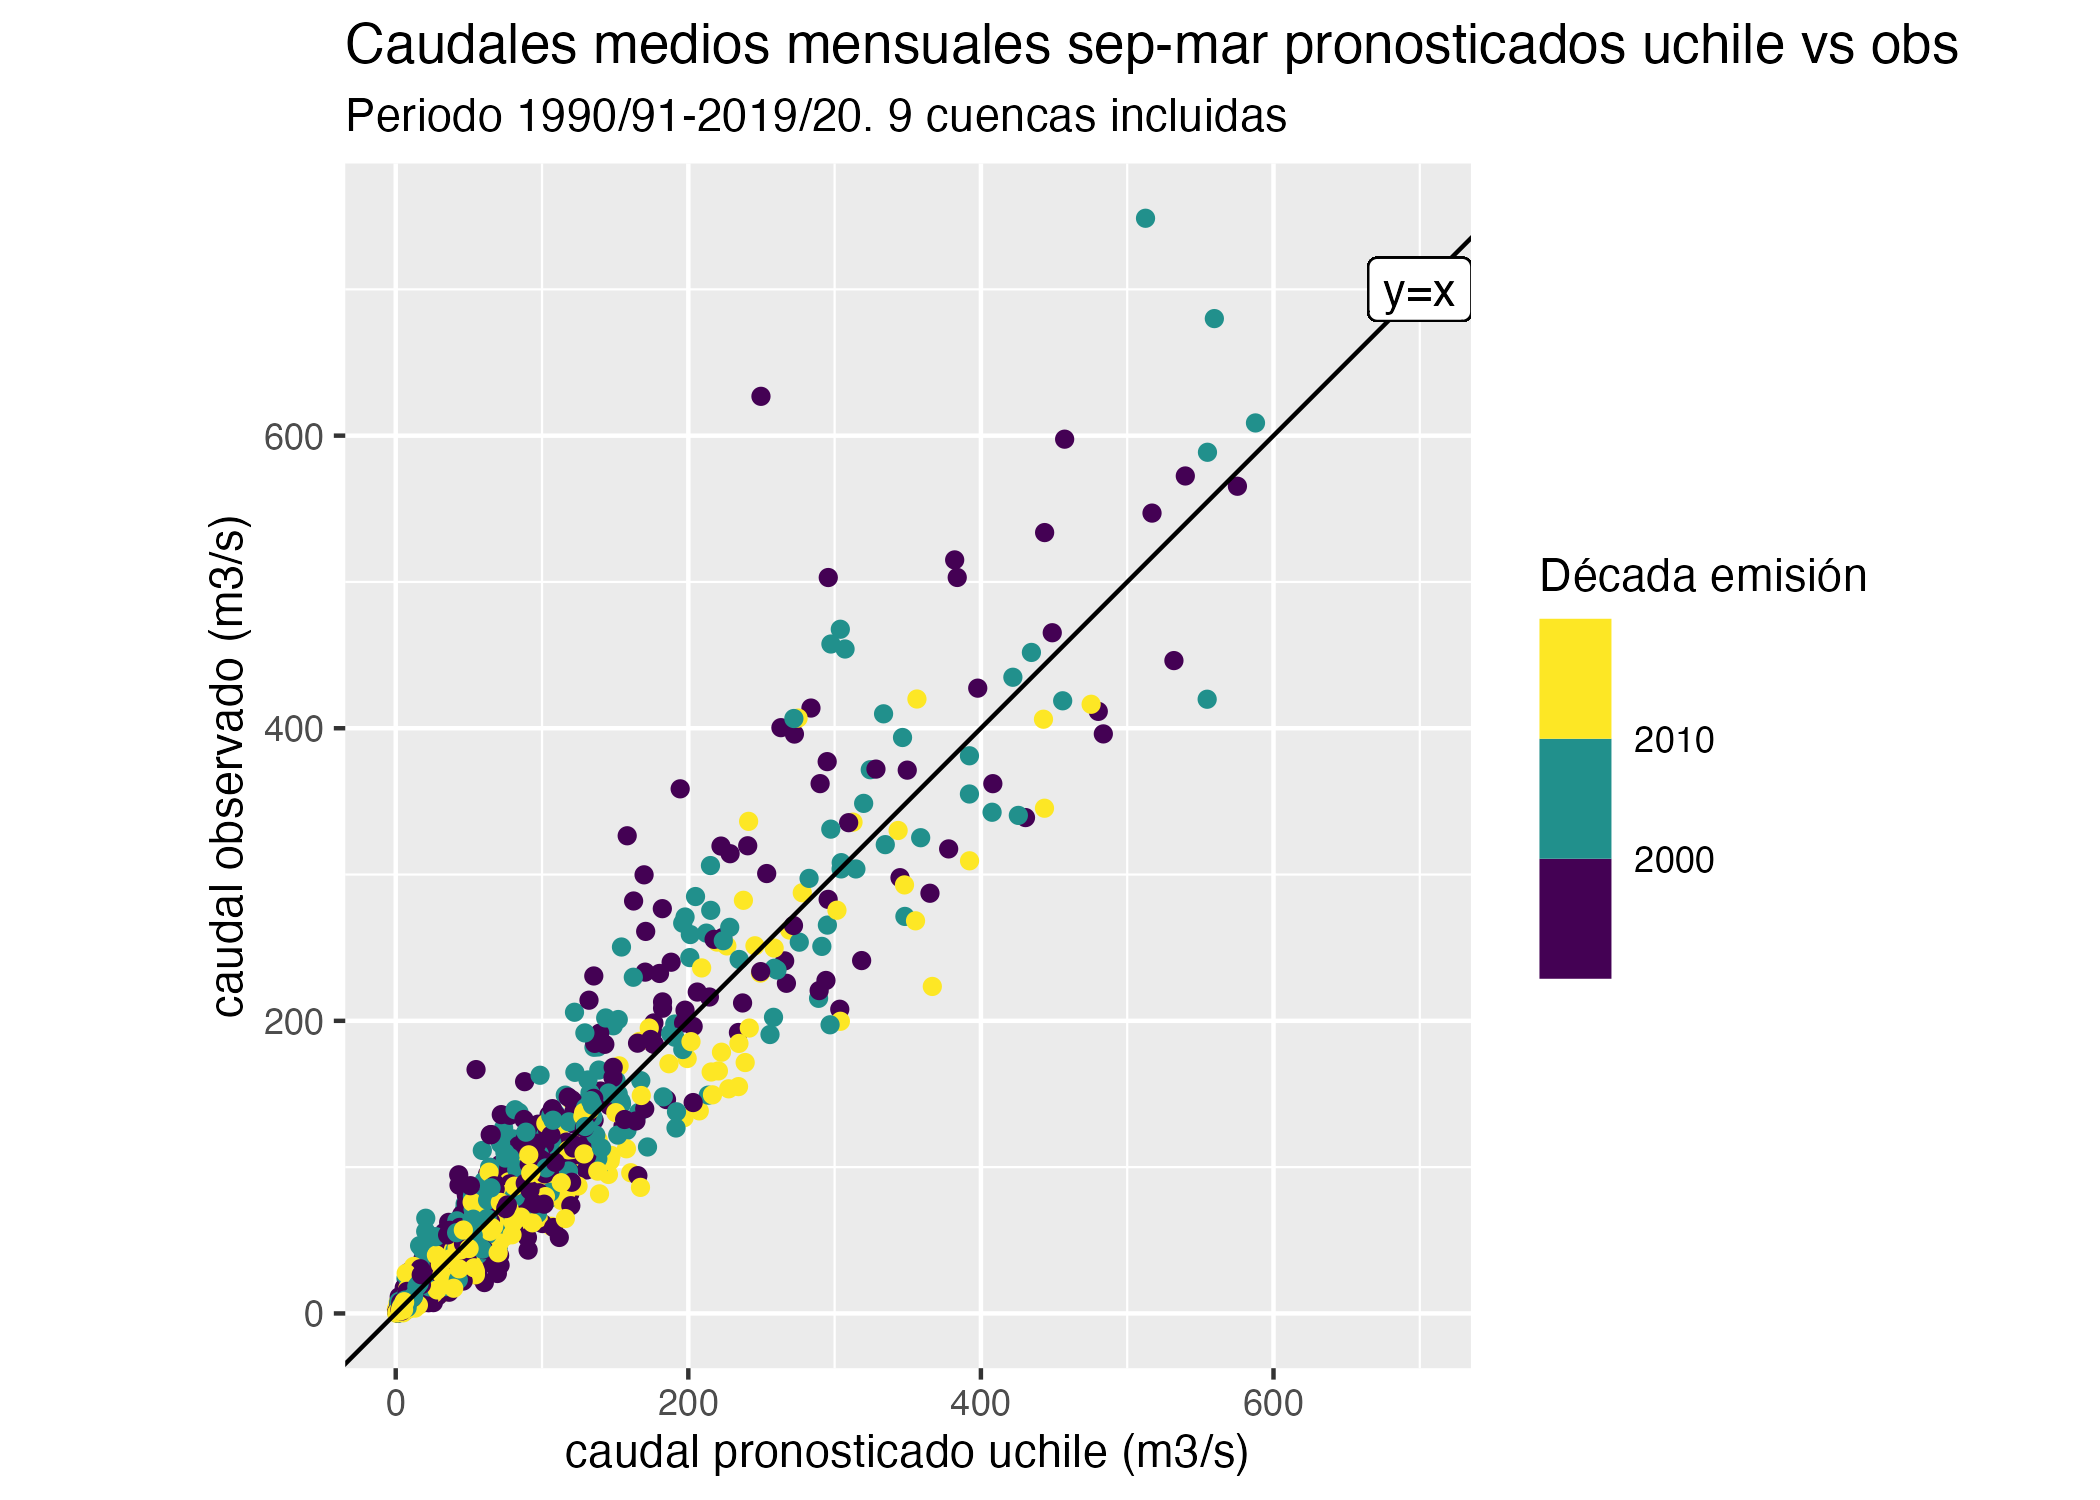 Caudales medios mensuales sep-mar pronosticados uchile vs obs
Periodo 1990/91-2019/20. 9 cuencas incluidas
y=x
600
400
200
0
caudal observado (m3/s)
0 200 400 600
caudal pronosticado uchile (m3/s)
Década emisión
2010
2000